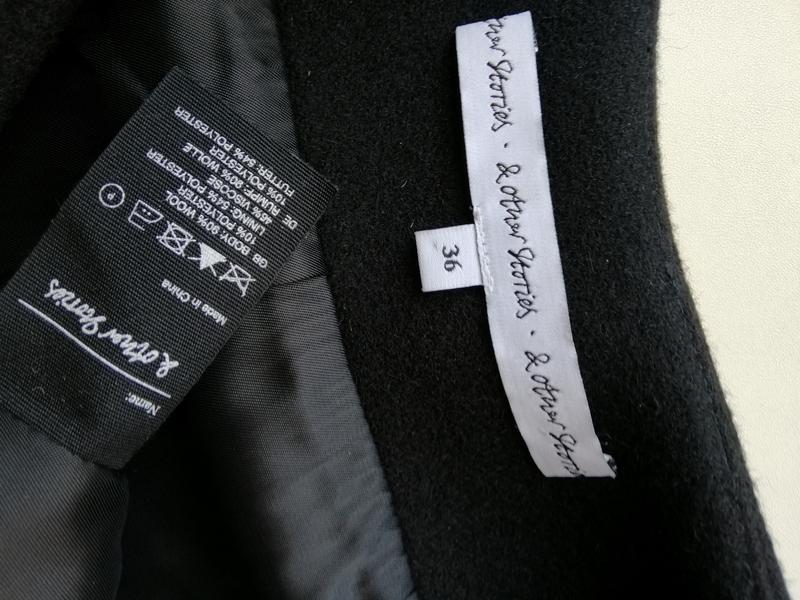 other Stories · & other Stories · & other Stories
36
Name:
& other Stories
Made in China
GB BODY 90% WOOL
10% POLYESTER
LINING 54% POLYESTER
46% VISCOSE
DE RUMPF 90% WOLLE
10% POLYESTER
FUTTER 54% POLYESTER
P